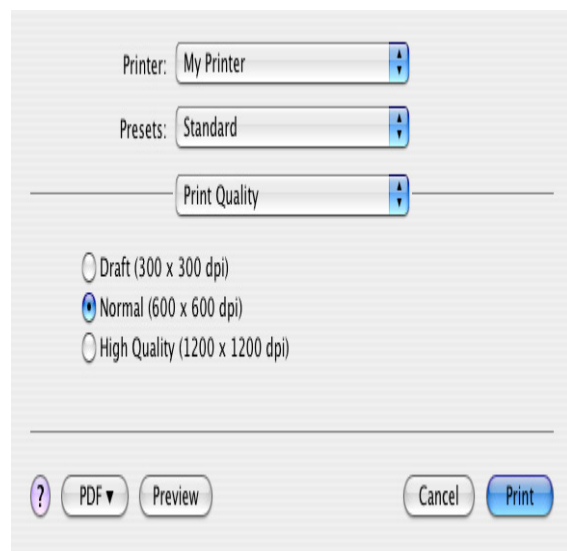 Printer: My Printer
Presets: Standard
Print Quality
Draft (300 x 300 dpi)
Normal (600 x 600 dpi)
High Quality (1200 x 1200 dpi)
? PDF ▾ Preview Cancel Print